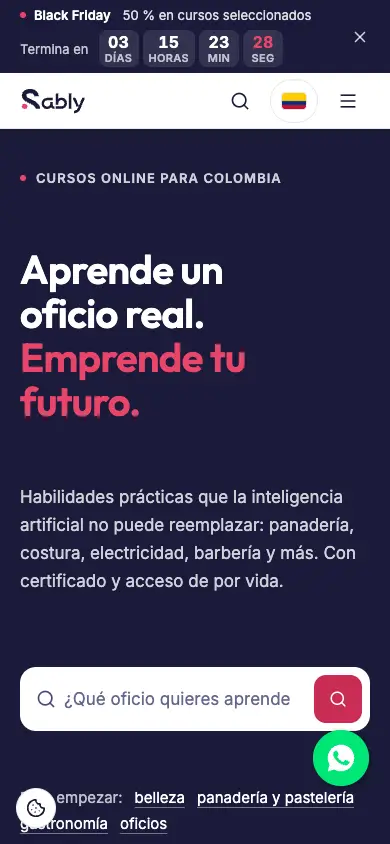 Black Friday 50 % en cursos seleccionados
Termina en 03 DÍAS 15 HORAS 23 MIN 28 SEG
Sably
CURSOS ONLINE PARA COLOMBIA
Aprende un
oficio real.
Emprende tu
futuro.
Habilidades prácticas que la inteligencia
artificial no puede reemplazar: panadería,
costura, electricidad, barbería y más. Con
certificado y acceso de por vida.
¿Qué oficio quieres aprende
empezar: belleza panadería y pastelería
gastronomía oficios